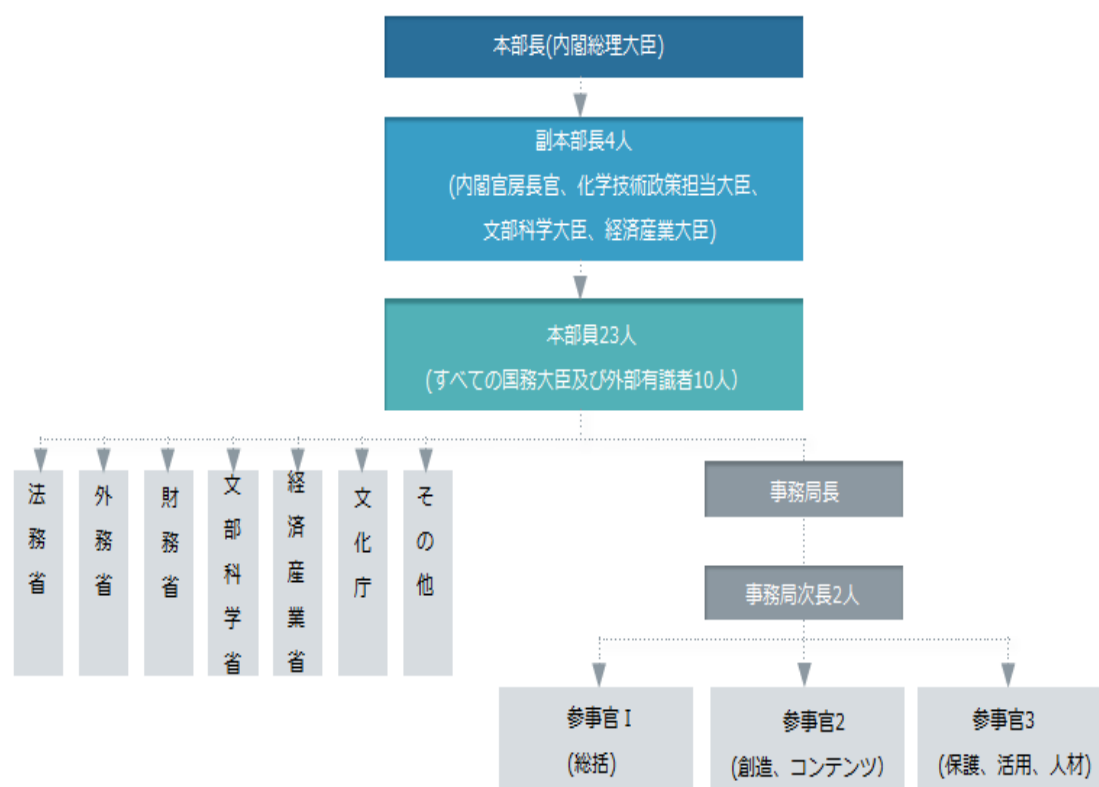 本部長(内閣総理大臣)
副本部長4人
(内閣官房長官、化学技術政策担当大臣、
文部科学大臣、経済産業大臣)
本部員23人
(すべての国務大臣及び外部有識者10人)
法務省
外務省
財務省
文部科学省
経済産業省
文化庁
その他
事務局長
事務局次長2人
参事官Ⅰ
(総括)
参事官2
(創造、コンテンツ)
参事官3
(保護、活用、人材)